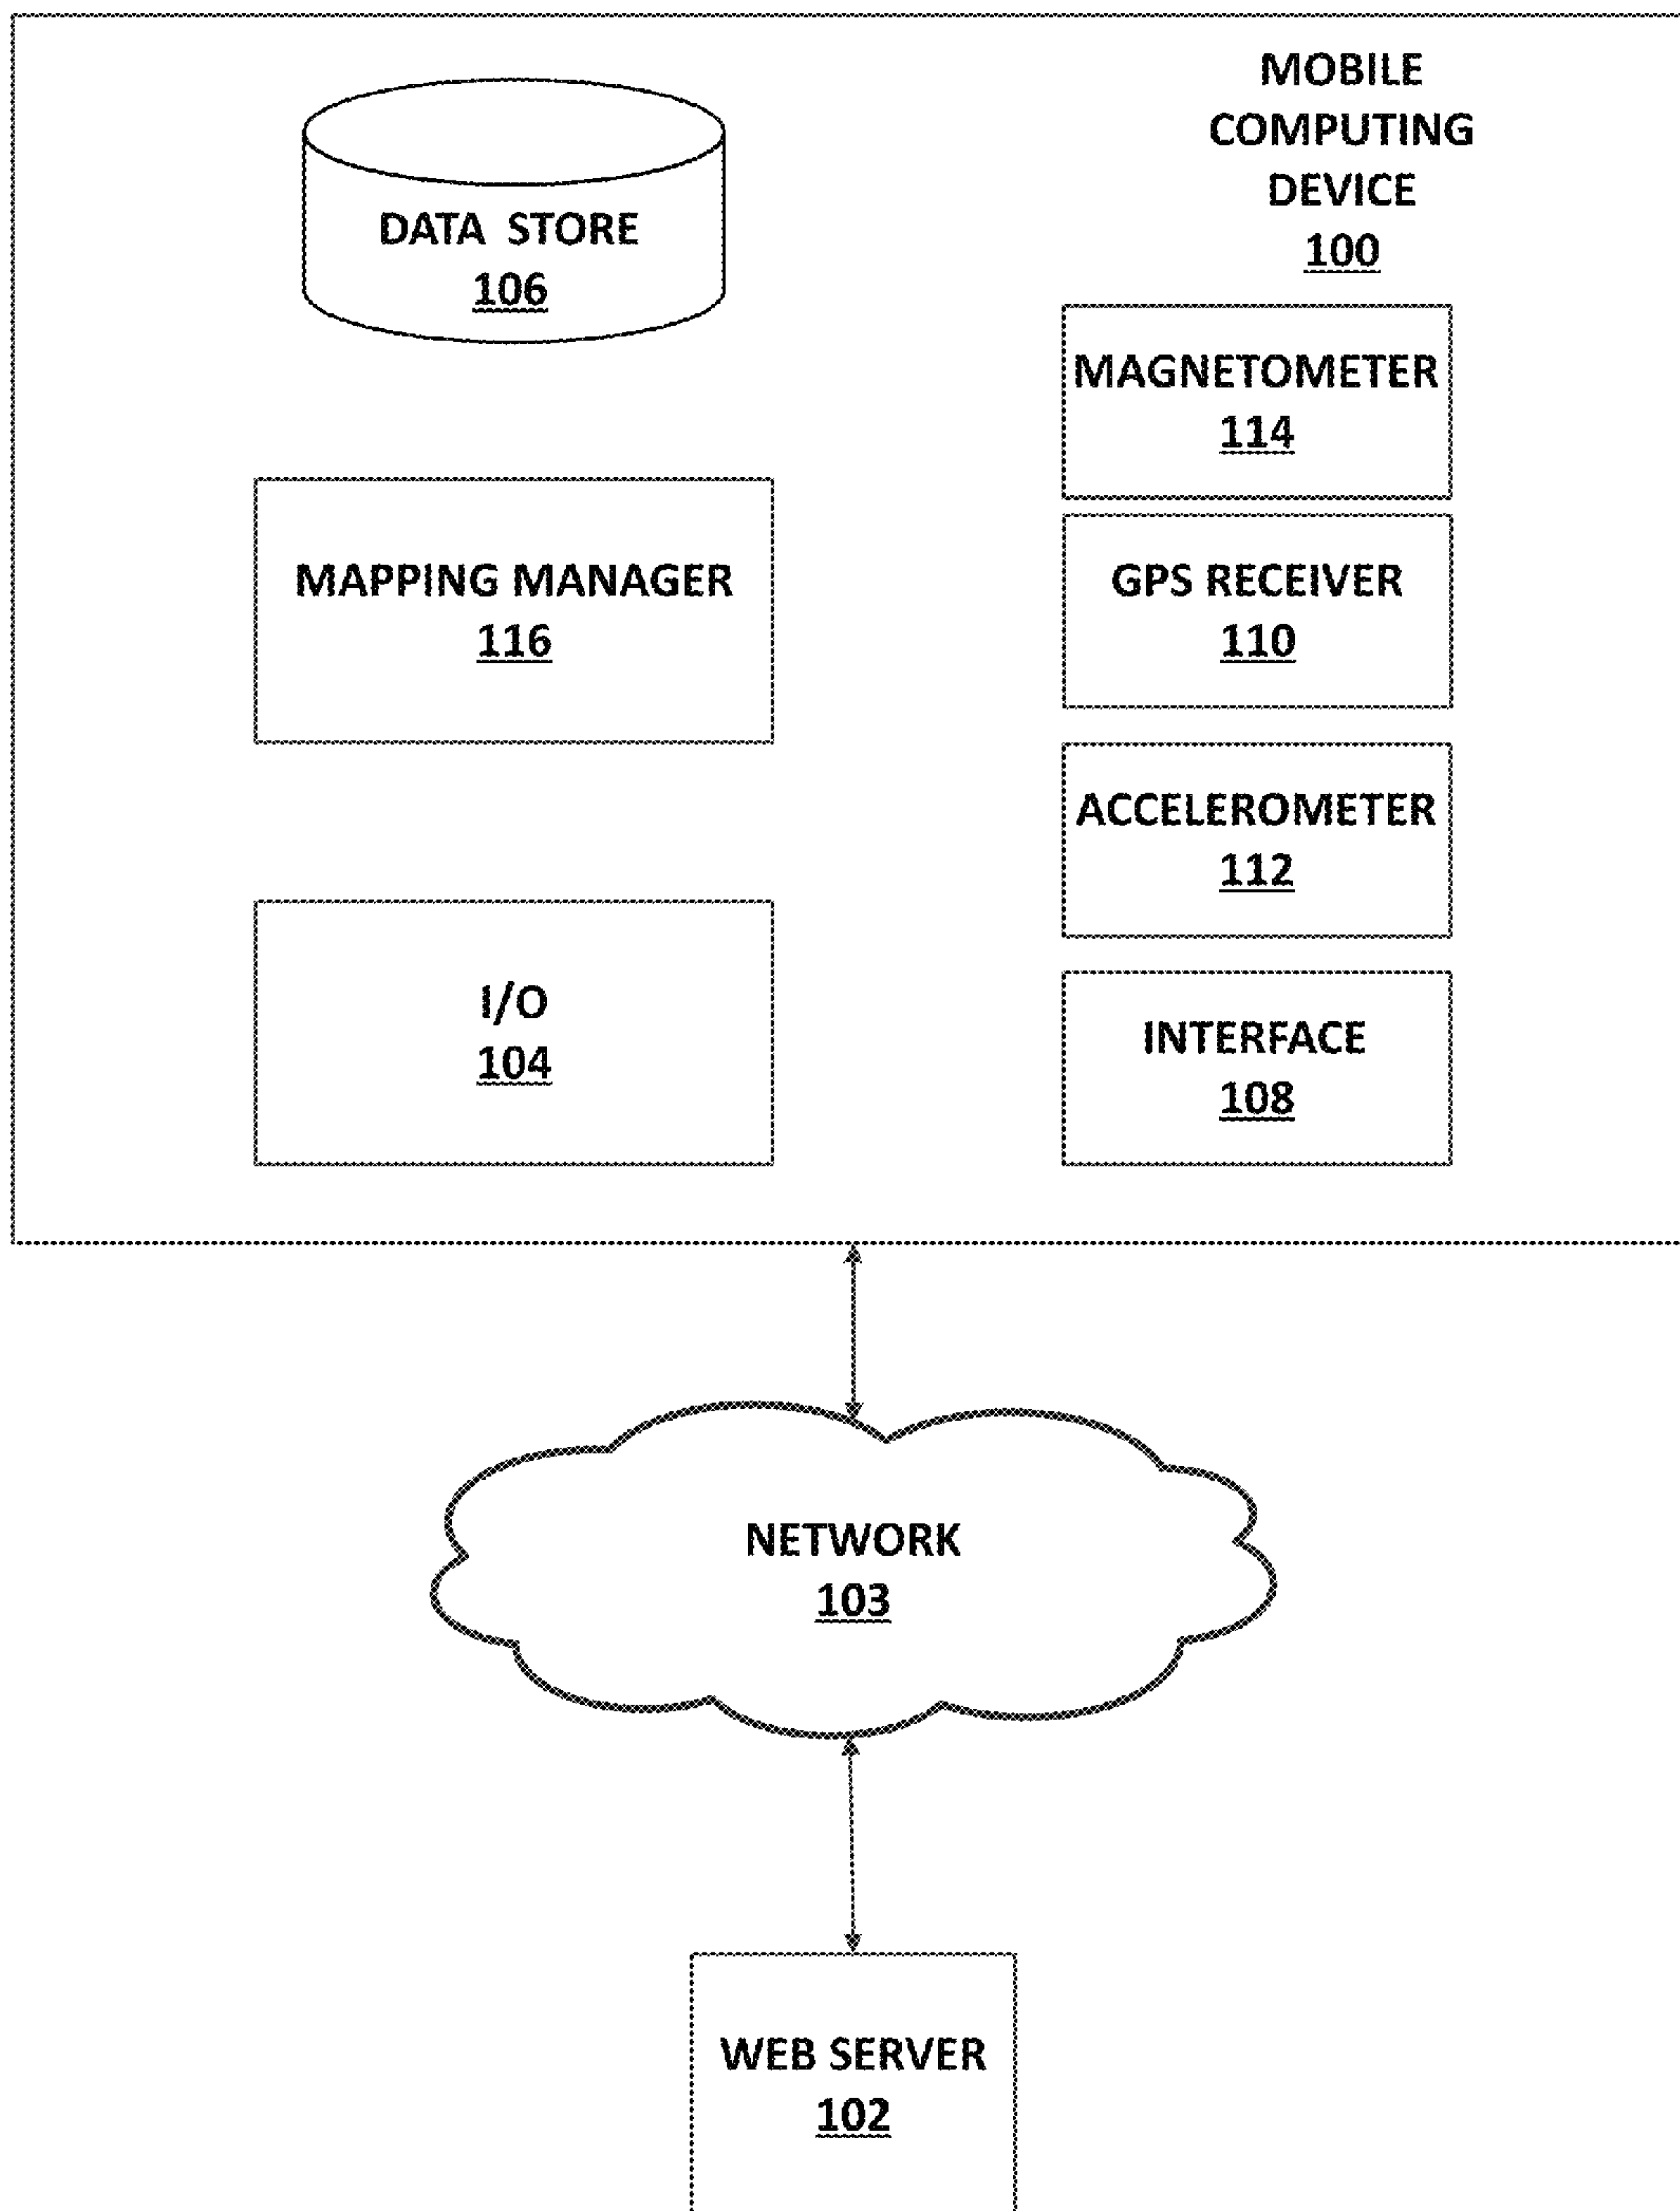 MOBILE
COMPUTING
DEVICE
100
DATA STORE
106
MAGNETOMETER
114
MAPPING MANAGER
116
GPS RECEIVER
110
ACCELEROMETER
112
I/O
104
INTERFACE
108
NETWORK
103
WEB SERVER
102